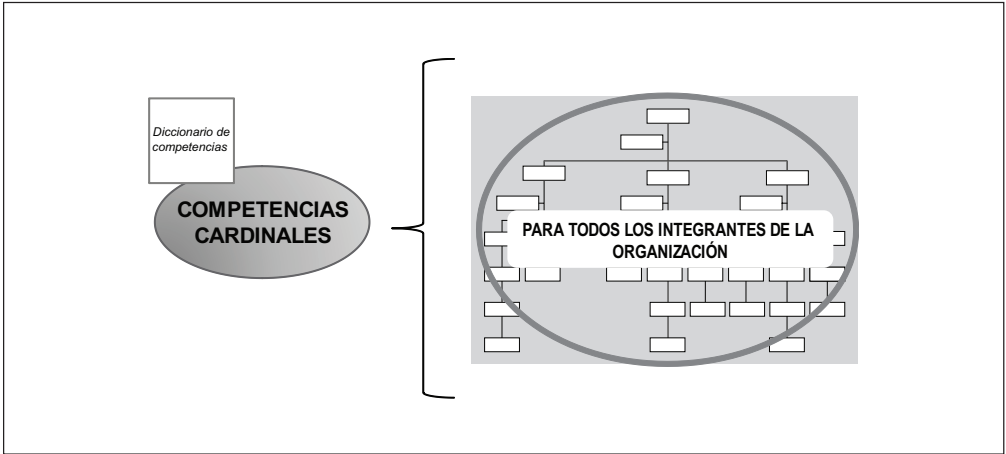 Diccionario de
competencias
COMPETENCIAS
CARDINALES
PARA TODOS LOS INTEGRANTES DE LA
ORGANIZACIÓN